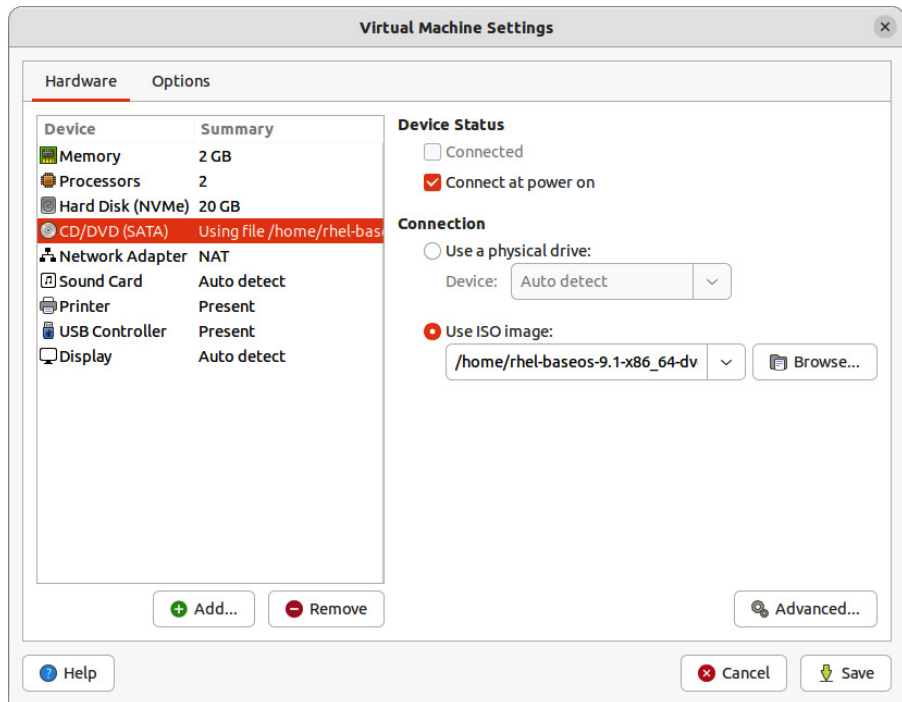 Virtual Machine Settings
Hardware Options
Device Summary
Memory 2 GB
Processors 2
Hard Disk (NVMe) 20 GB
CD/DVD (SATA) Using file /home/rhel-bas
Network Adapter NAT
Sound Card Auto detect
Printer Present
USB Controller Present
Display Auto detect
Add... Remove
Device Status
Connected
Connect at power on
Connection
Use a physical drive:
Device: Auto detect
Use ISO image:
/home/rhel-baseos-9.1-x86_64-dv Browse...
Advanced...
Help Cancel Save